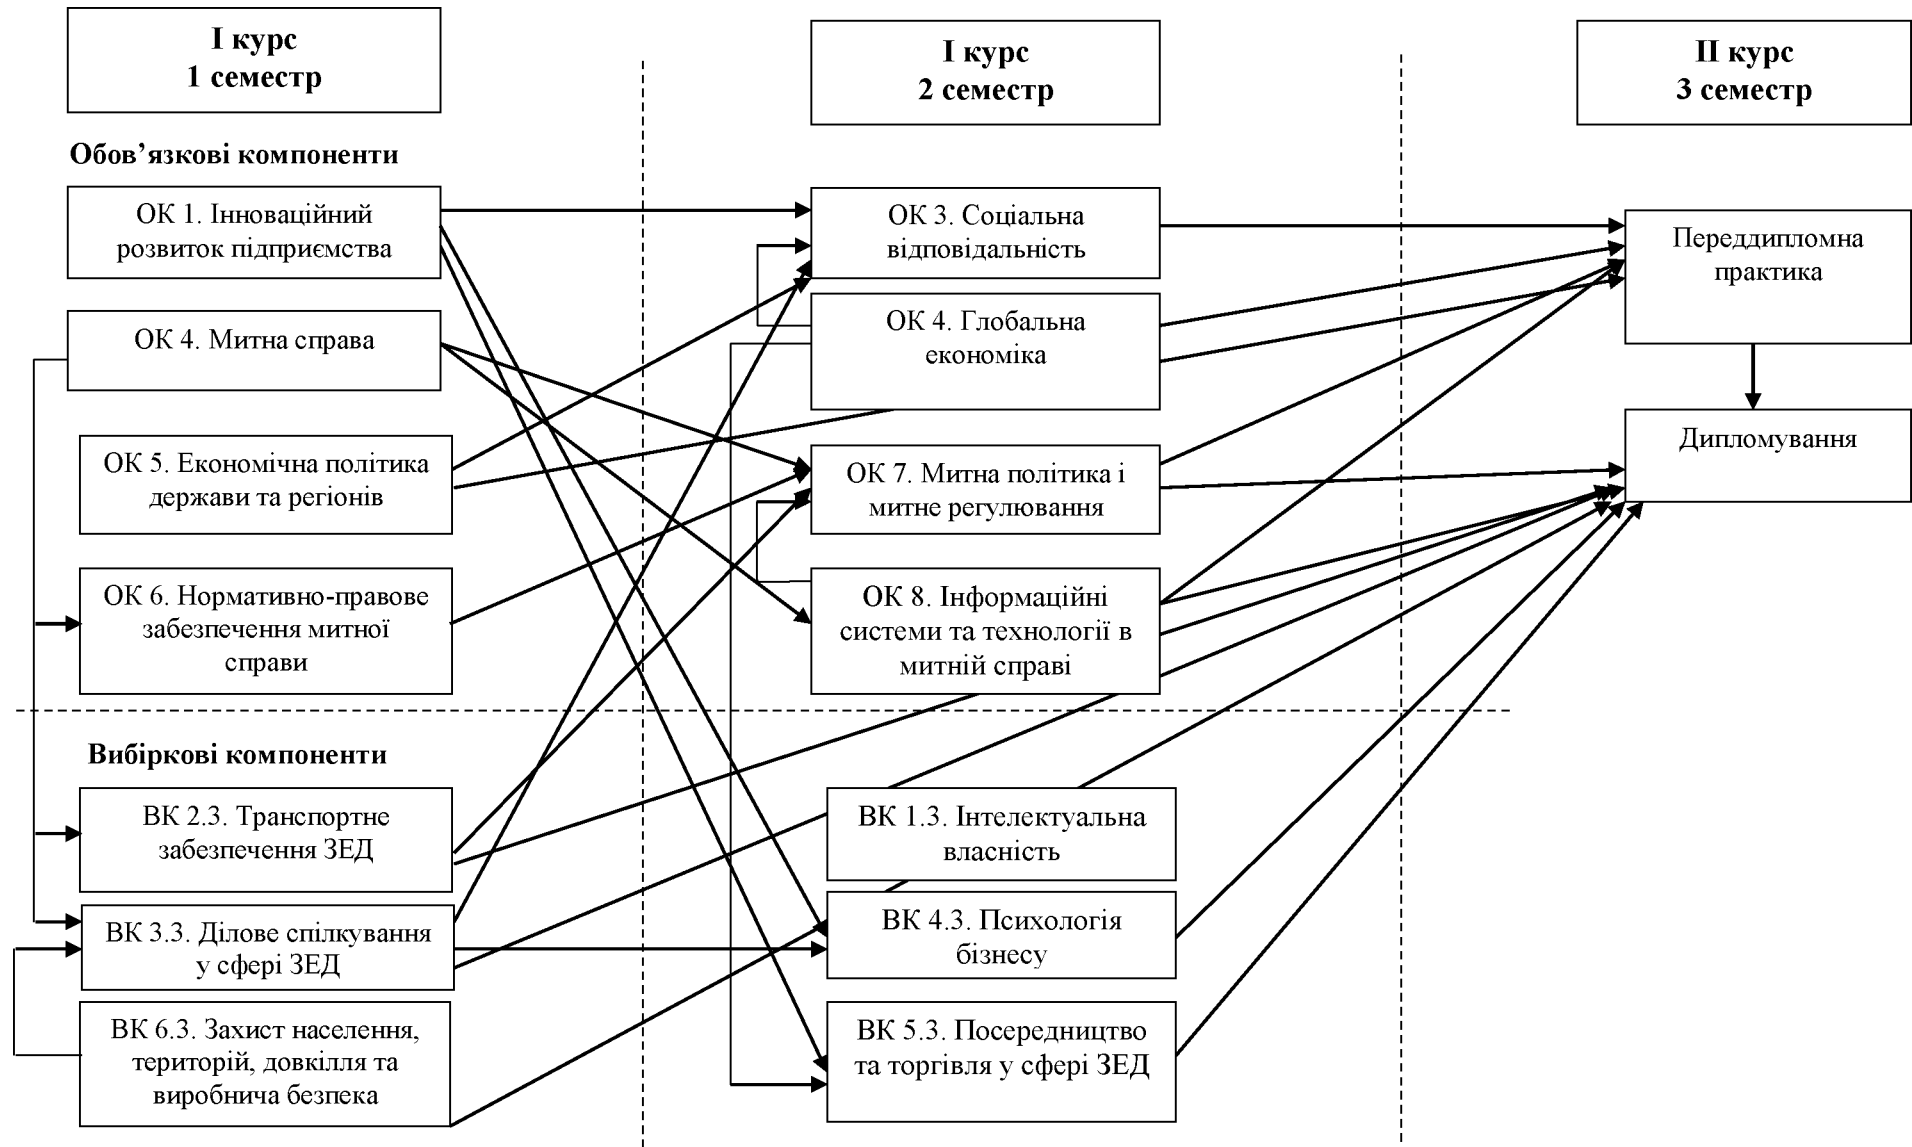 І курс
1 семестр
І курс
2 семестр
ІІ курс
3 семестр
Обов’язкові компоненти
ОК 1. Інноваційний
розвиток підприємства
ОК 4. Митна справа
ОК 5. Економічна політика
держави та регіонів
ОК 6. Нормативно-правове
забезпечення митної
справи
ОК 3. Соціальна
відповідальність
ОК 4. Глобальна
економіка
ОК 7. Митна політика і
митне регулювання
ОК 8. Інформаційні
системи та технології в
митній справі
Переддипломна
практика
Дипломування
Вибіркові компоненти
ВК 2.3. Транспортне
забезпечення ЗЕД
ВК 3.3. Ділове спілкування
у сфері ЗЕД
ВК 6.3. Захист населення,
територій, довкілля та
виробнича безпека
ВК 1.3. Інтелектуальна
власність
ВК 4.3. Психологія
бізнесу
ВК 5.3. Посередництво
та торгівля у сфері ЗЕД